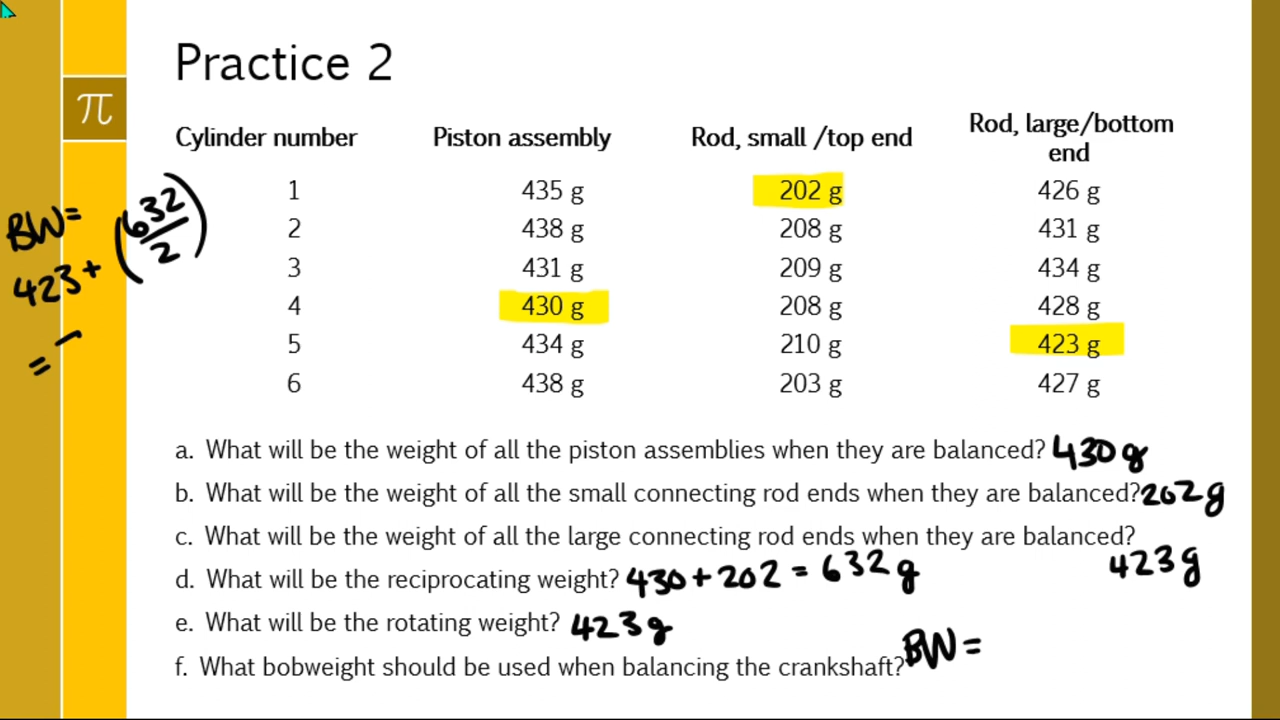 Practice 2
π
Cylinder number Piston assembly Rod, small /top end Rod, large/bottom end
1 435 g 202 g 426 g
2 438 g 208 g 431 g
3 431 g 209 g 434 g
4 430 g 208 g 428 g
5 434 g 210 g 423 g
6 438 g 203 g 427 g
BW=
423+ (632/2)
=
a. What will be the weight of all the piston assemblies when they are balanced? 430 g
b. What will be the weight of all the small connecting rod ends when they are balanced? 202 g
c. What will be the weight of all the large connecting rod ends when they are balanced?
423 g
d. What will be the reciprocating weight? 430+202 = 632 g
e. What will be the rotating weight? 423 g
f. What bobweight should be used when balancing the crankshaft? BW=